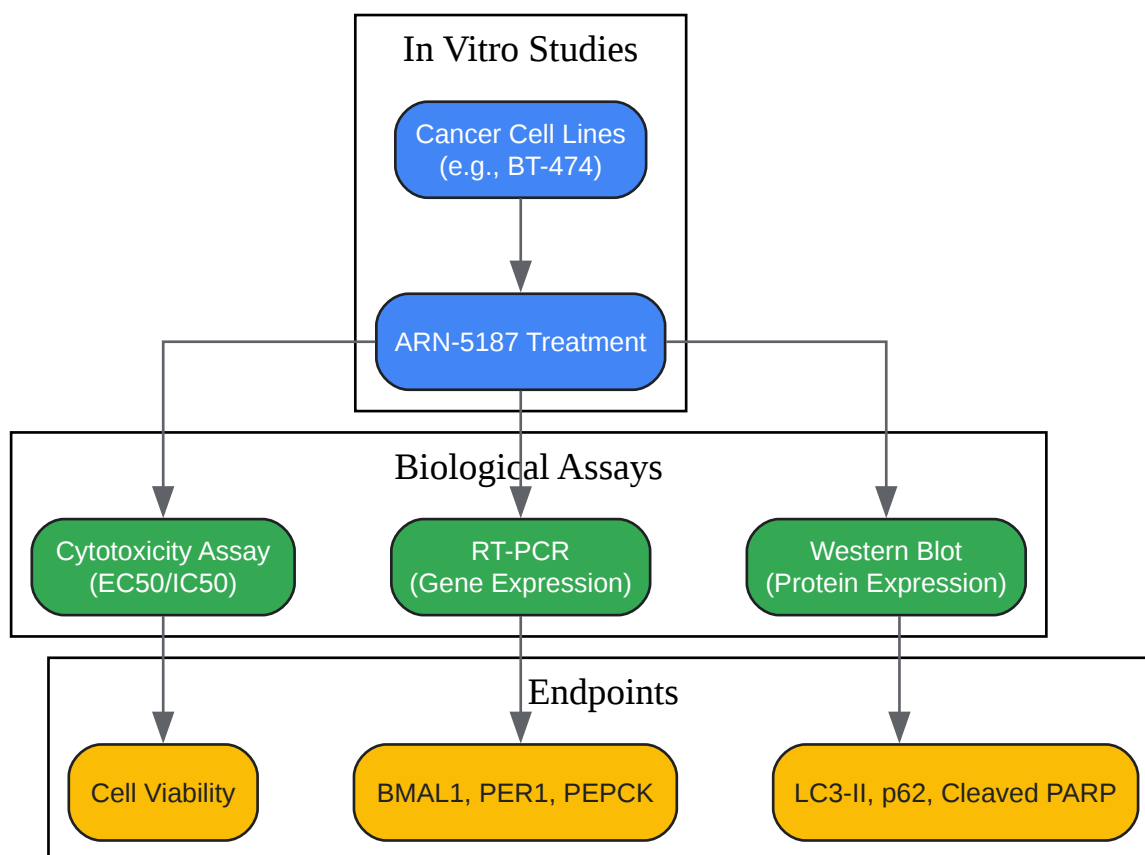 In Vitro Studies
Cancer Cell Lines
(e.g., BT-474)
ARN-5187 Treatment
Biological Assays
Cytotoxicity Assay
(EC50/IC50)
RT-PCR
(Gene Expression)
Western Blot
(Protein Expression)
Endpoints
Cell Viability
BMAL1, PER1, PEPCK
LC3-II, p62, Cleaved PARP